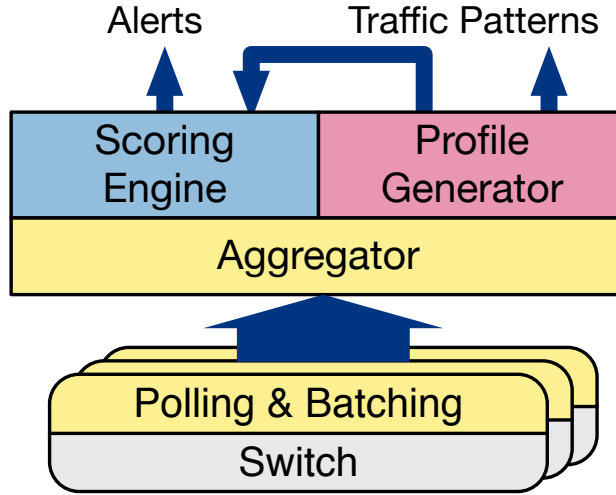 Alerts
Traffic Patterns
Scoring
Engine
Profile
Generator
Aggregator
Polling & Batching
Switch